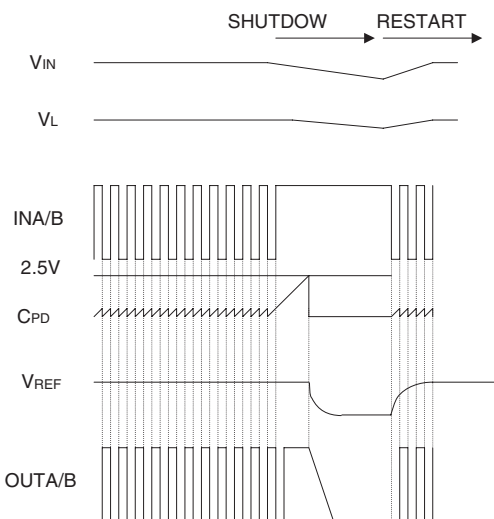 SHUTDOW RESTART
VIN
VL
INA/B
2.5V
CPD
VREF
OUTA/B